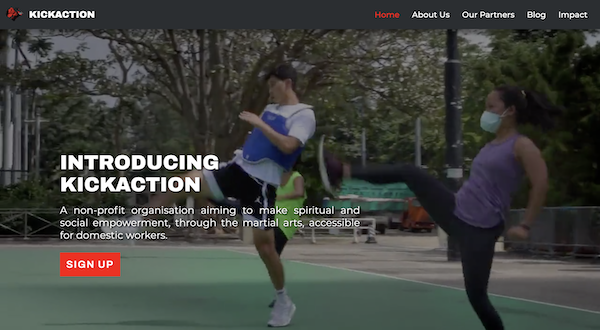 KICKACTION
Home About Us Our Partners Blog Impact
INTRODUCING
KICKACTION
A non-profit organisation aiming to make spiritual and
social empowerment, through the martial arts, accessible
for domestic workers.
SIGN UP